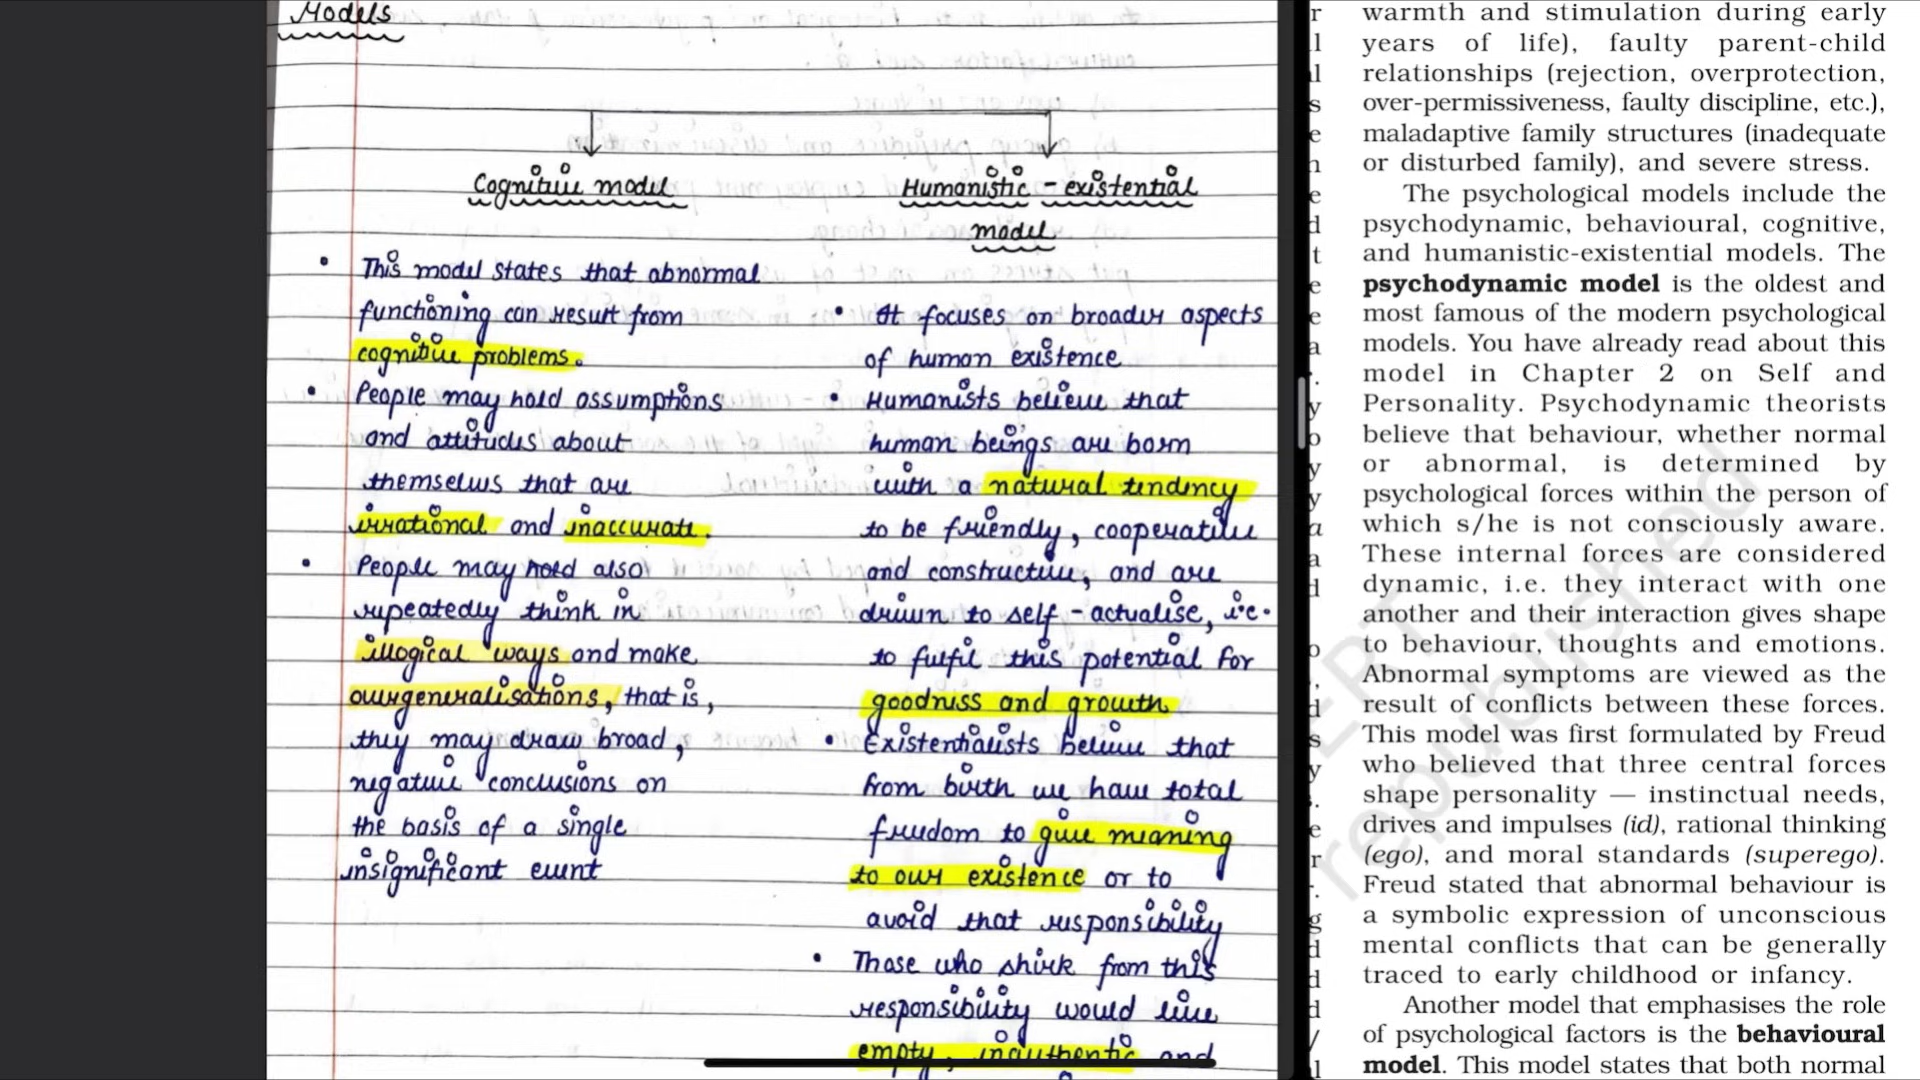 Models
Cognitive model
• This model states that abnormal
functioning can result from
cognitive problems.
• People may hold assumptions
and attitudes about
themselves that are
irrational and inaccurate.
• People may hold also
repeatedly think in
illogical ways and make
overgeneralisations, that is,
they may draw broad,
negative conclusions on
the basis of a single
insignificant event
Humanistic - existential
model
• It focuses on broader aspects
of human existence
• Humanists believe that
human beings are born
with a natural tendency
to be friendly, cooperative
and constructive, and are
driven to self - actualise, i.e.
to fulfil this potential for
goodness and growth
• Existentialists believe that
from birth we have total
freedom to give meaning
to our existence or to
avoid that responsibility
• Those who shirk from this
responsibility would live
empty, inauthentic and
warmth and stimulation during early
years of life), faulty parent-child
relationships (rejection, overprotection,
over-permissiveness, faulty discipline, etc.),
maladaptive family structures (inadequate
or disturbed family), and severe stress.
The psychological models include the
psychodynamic, behavioural, cognitive,
and humanistic-existential models. The
psychodynamic model is the oldest and
most famous of the modern psychological
models. You have already read about this
model in Chapter 2 on Self and
Personality. Psychodynamic theorists
believe that behaviour, whether normal
or abnormal, is determined by
psychological forces within the person of
which s/he is not consciously aware.
These internal forces are considered
dynamic, i.e. they interact with one
another and their interaction gives shape
to behaviour, thoughts and emotions.
Abnormal symptoms are viewed as the
result of conflicts between these forces.
This model was first formulated by Freud
who believed that three central forces
shape personality — instinctual needs,
drives and impulses (id), rational thinking
(ego), and moral standards (superego).
Freud stated that abnormal behaviour is
a symbolic expression of unconscious
mental conflicts that can be generally
traced to early childhood or infancy.
Another model that emphasises the role
of psychological factors is the behavioural
model. This model states that both normal
republished